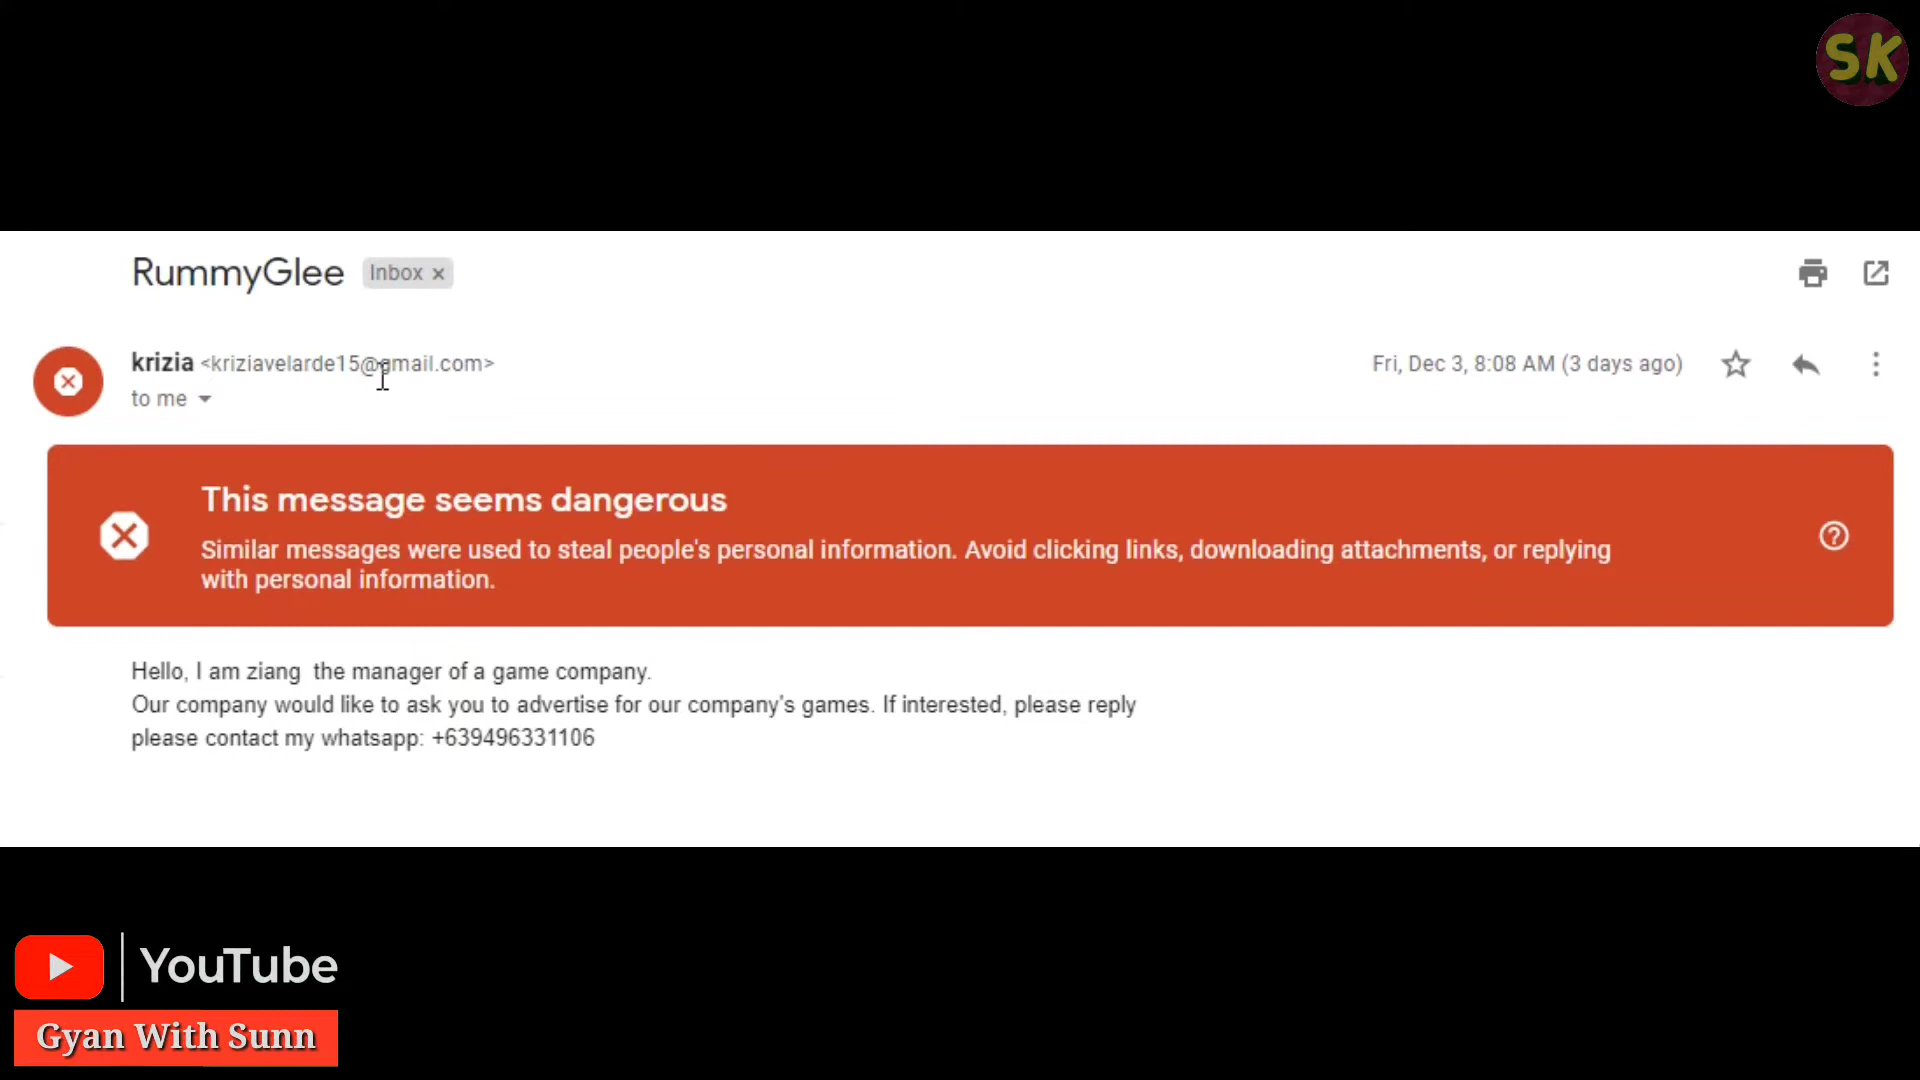 SK
RummyGlee Inbox x
krizia <kriziavelarde15@gmail.com> Fri, Dec 3, 8:08 AM (3 days ago)
to me
This message seems dangerous
Similar messages were used to steal people's personal information. Avoid clicking links, downloading attachments, or replying
with personal information.
Hello, I am ziang  the manager of a game company.
Our company would like to ask you to advertise for our company's games. If interested, please reply
please contact my whatsapp: +639496331106
YouTube
Gyan With Sunn